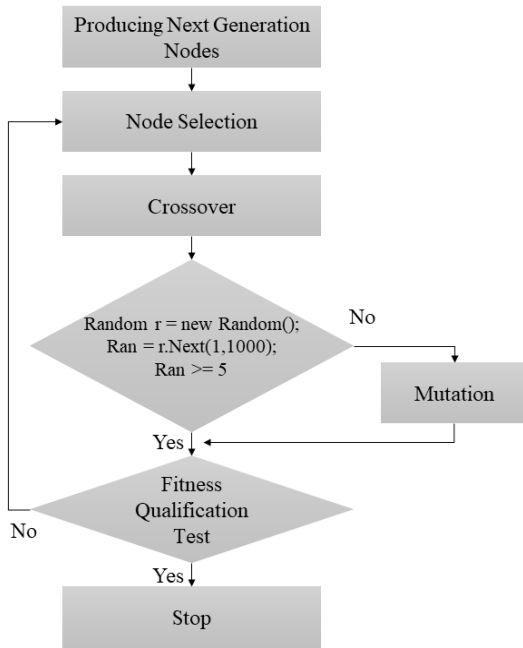 Producing Next Generation
Nodes
Node Selection
Crossover
Random r = new Random();
Ran = r.Next(1,1000);
Ran >= 5
No
Mutation
Yes
Fitness
Qualification
Test
No
Yes
Stop